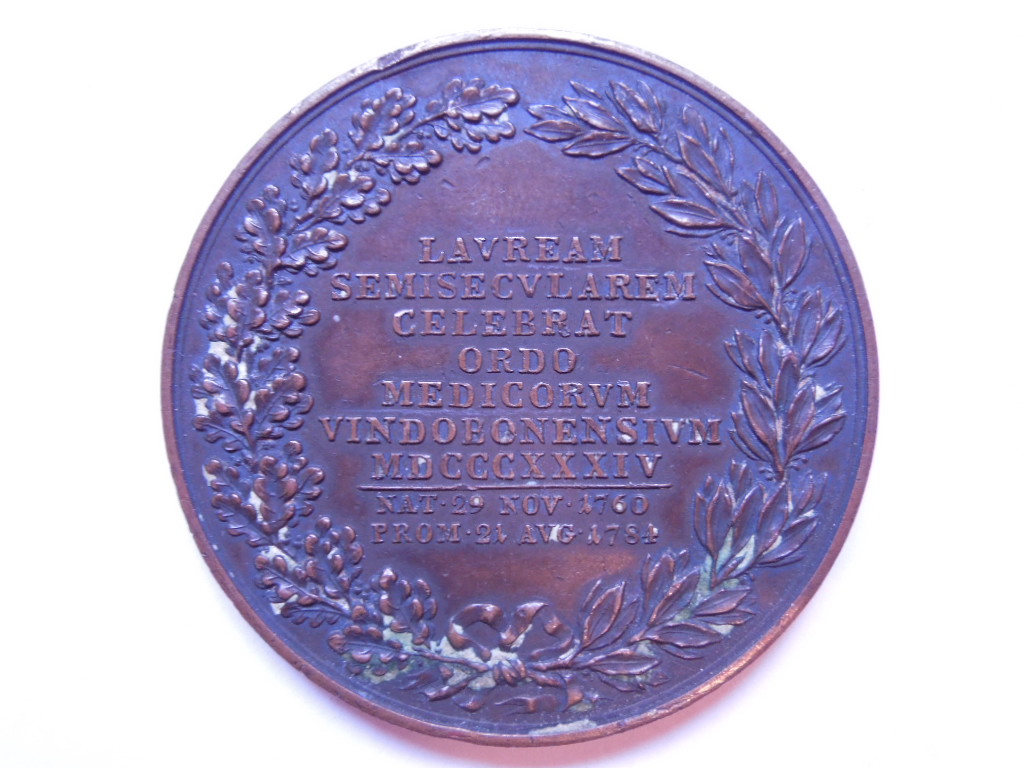 LAVREAM
SEMISECVLAREM
CELEBRAT
ORDO
MEDICORVM
VINDOBONENSIVM
MDCCCXXXIV
NAT·29 NOV·1760
PROM·21 AVG·1784